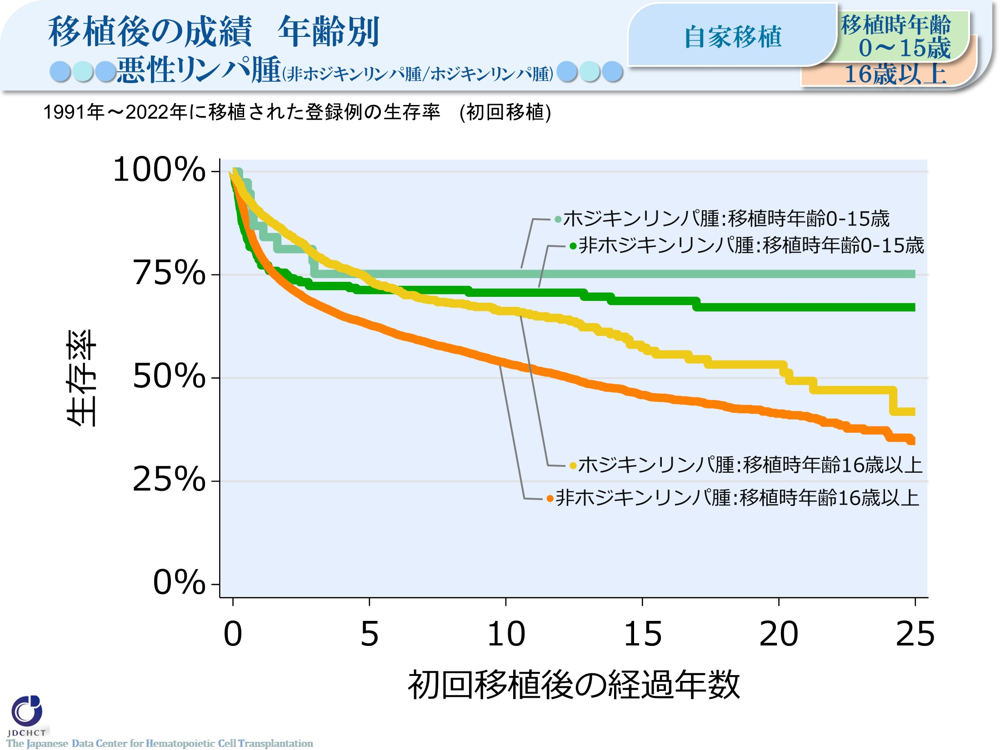 移植後の成績 年齢別
悪性リンパ腫(非ホジキンリンパ腫/ホジキンリンパ腫)
自家移植
移植時年齢
0～15歳
16歳以上
1991年～2022年に移植された登録例の生存率 (初回移植)
100%
75%
50%
25%
0%
生存率
ホジキンリンパ腫:移植時年齢0-15歳
非ホジキンリンパ腫:移植時年齢0-15歳
ホジキンリンパ腫:移植時年齢16歳以上
非ホジキンリンパ腫:移植時年齢16歳以上
0 5 10 15 20 25
初回移植後の経過年数
JDCHCT
The Japanese Data Center for Hematopoietic Cell Transplantation